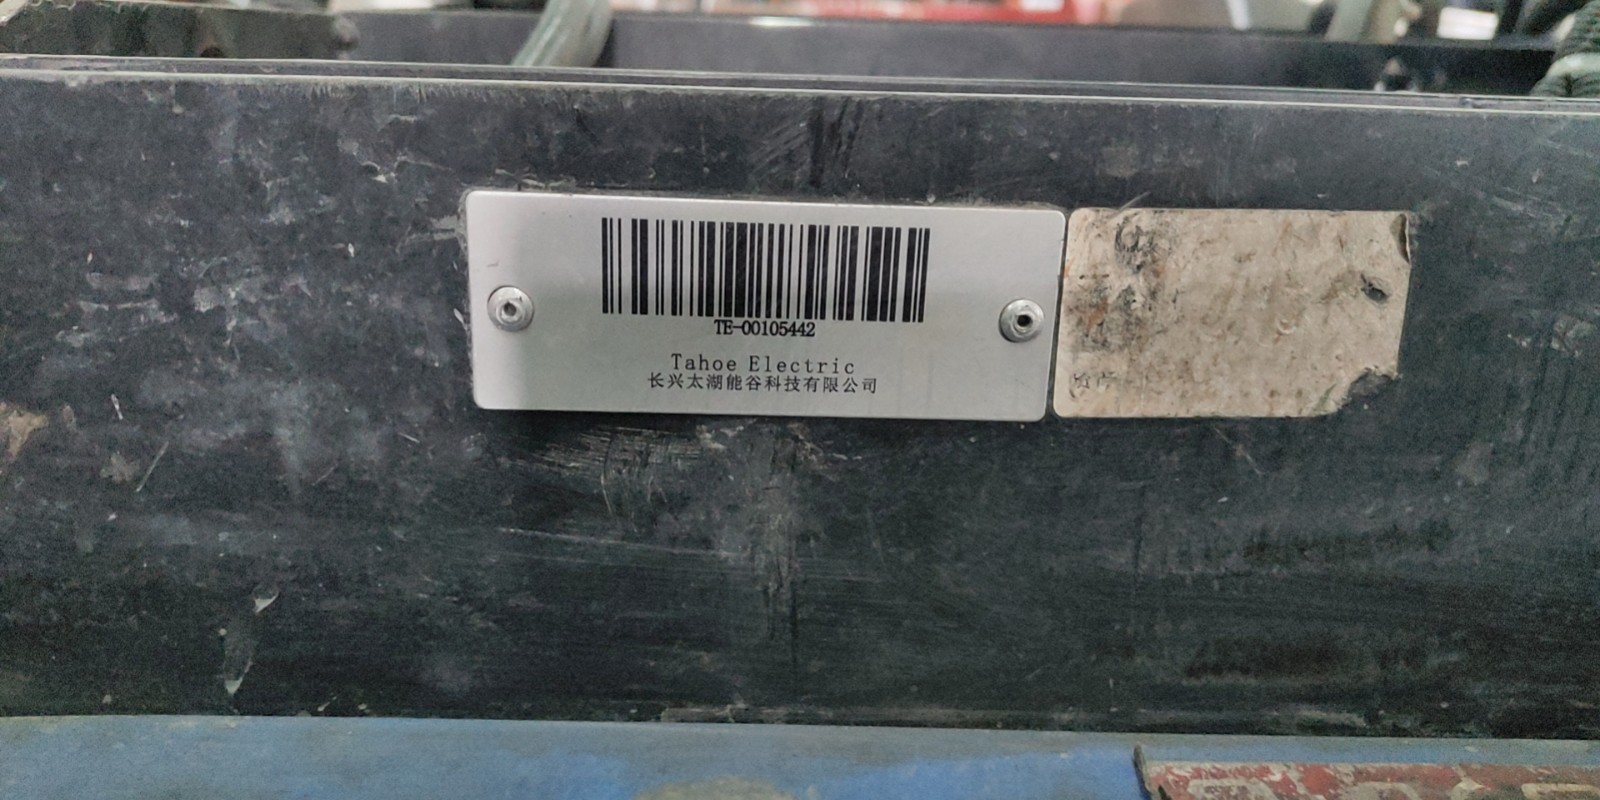 TE-00105442
Tahoe Electric
长兴太湖能谷科技有限公司